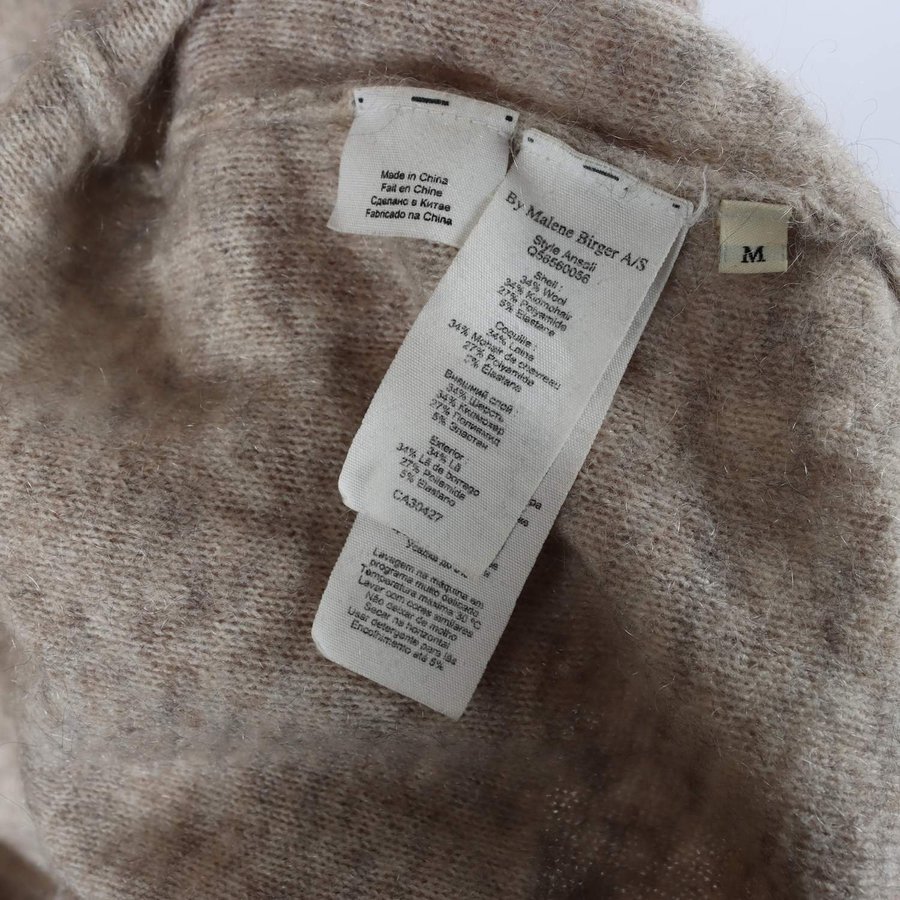 Made in China
Fait en Chine
Сделано в Китае
Fabricado na China
By Malene Birger A/S
Style Ansali
Q56560056
Shell :
34% Wool
34% Kidmohair
27% Polyamide
5% Elastane
Coquille :
34% Laine
34% Mohair de chevreau
27% Polyamide
5% Élastane
Внешний слой :
34% Шерсть
34% Кидмохер
27% Полиамид
5% Эластан
Exterior :
34% Lã
34% Lã de borrego
27% Poliamida
5% Elastano
CA30427
M
Усадка до
Lavagem na máquina em
programa muito delicado
Temperatura máxima 30 °C
Lavar com cores similares
Não deixar de molho
Secar na horizontal
Usar detergente para lãs
Encolhimento até 5%